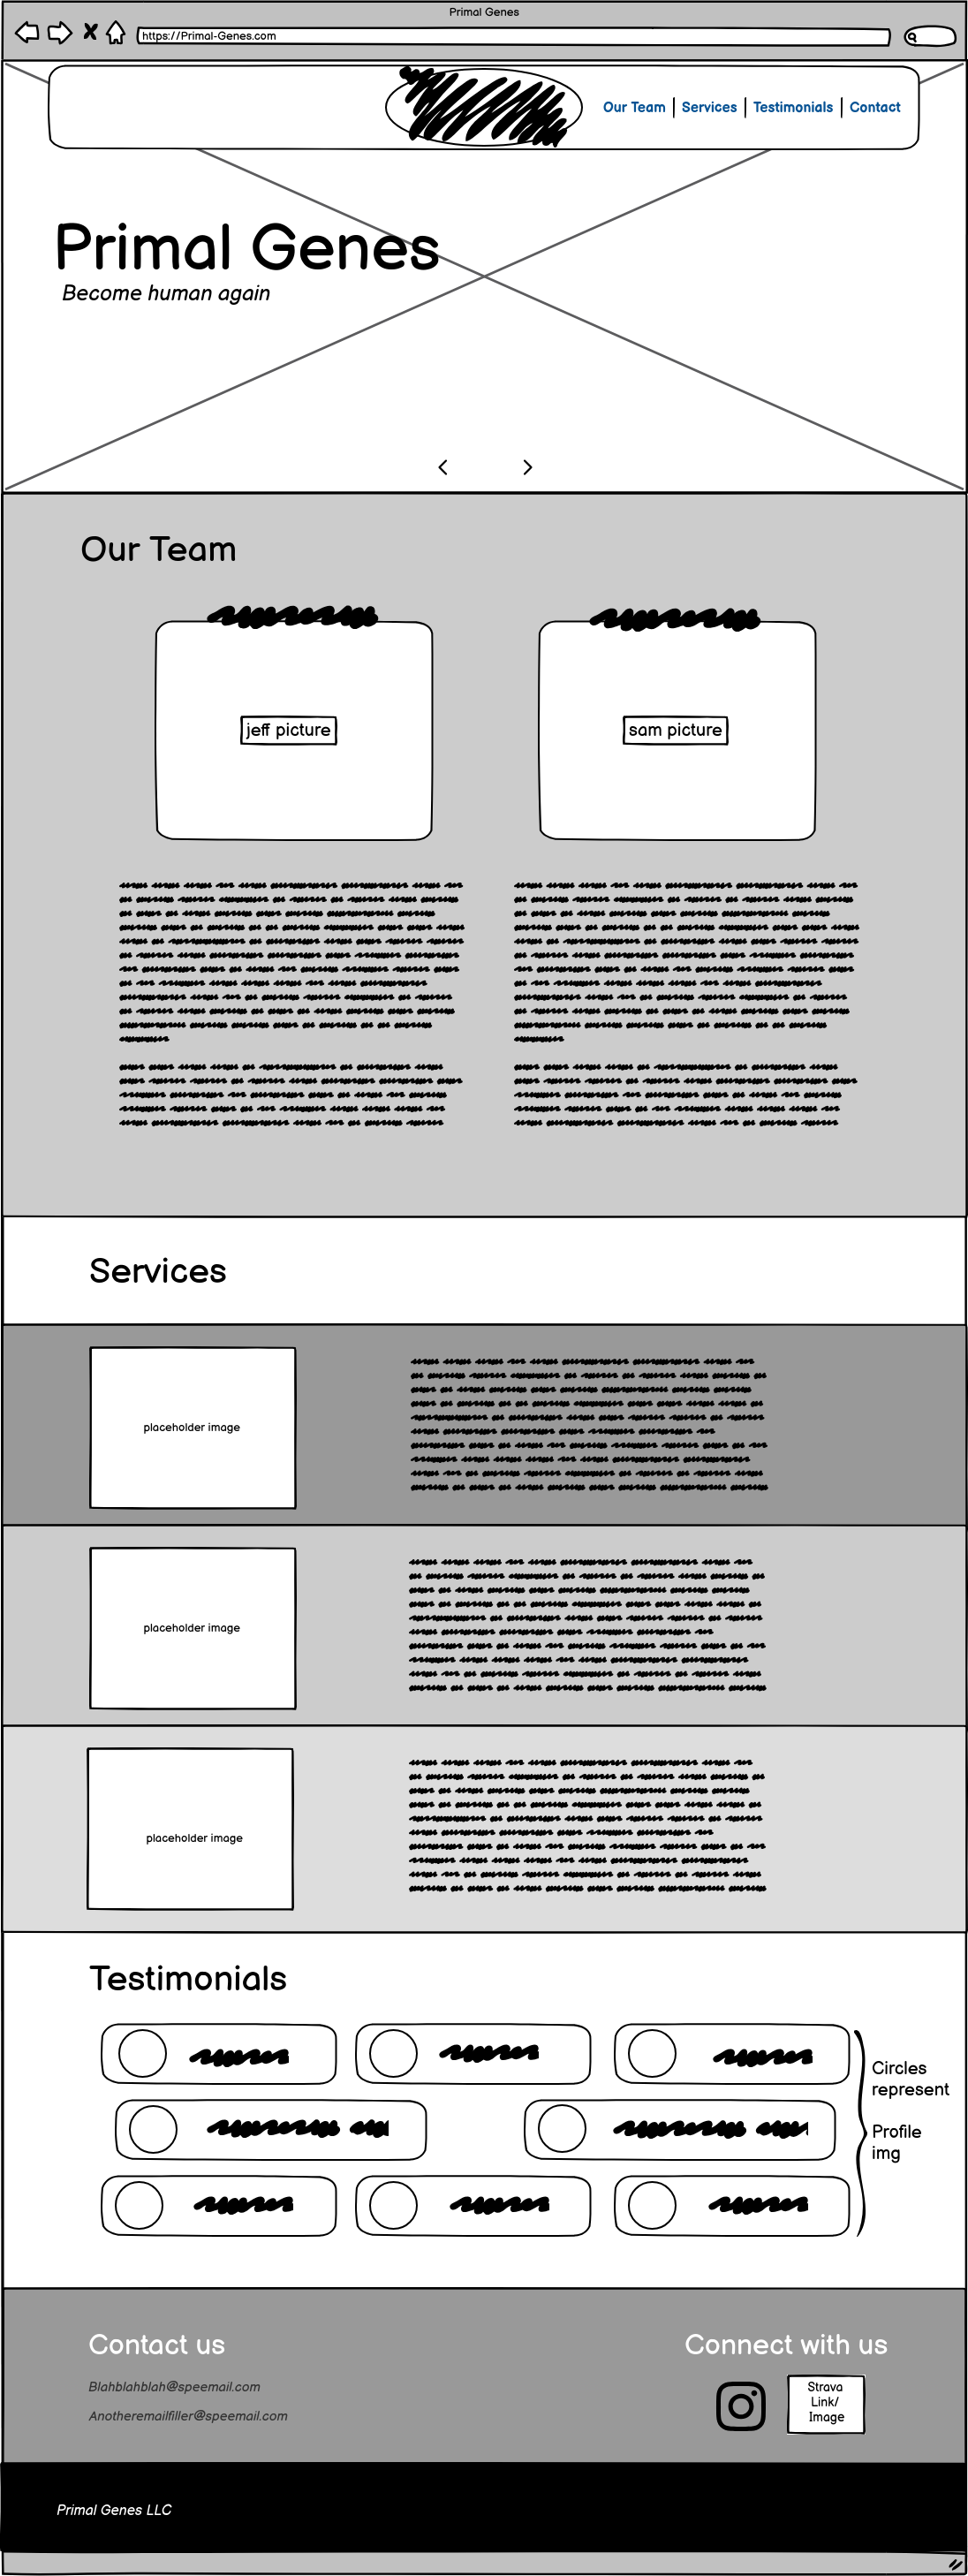 Primal Genes
https://Primal-Genes.com
Our Team | Services | Testimonials | Contact
Primal Genes
Become human again
Our Team
jeff picture
sam picture
Services
placeholder image
placeholder image
placeholder image
Testimonials
Circles
represent
Profile
img
Contact us
Blahblahblah@speemail.com
Anotheremailfiller@speemail.com
Connect with us
Strava
Link/
Image
Primal Genes LLC